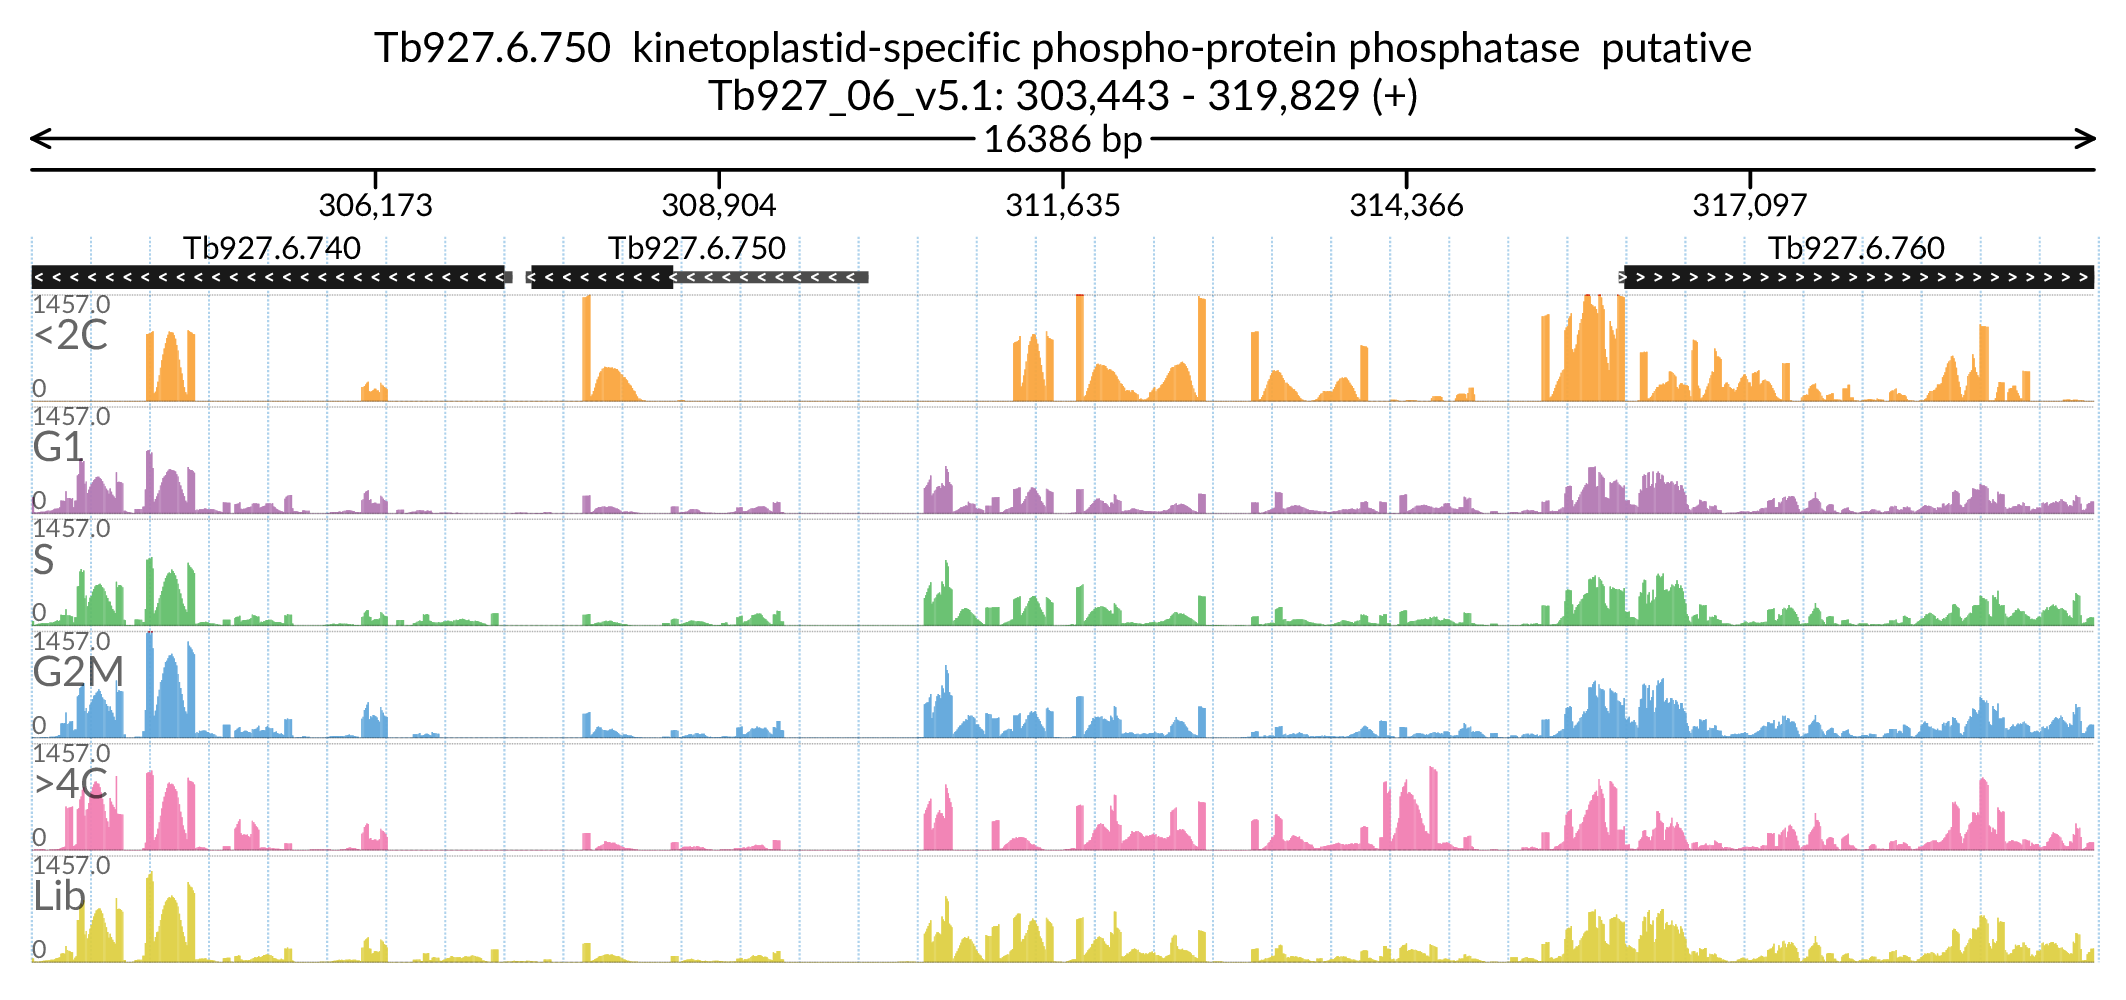 Tb927.6.750  kinetoplastid-specific phospho-protein phosphatase  putative
Tb927_06_v5.1: 303,443 - 319,829 (+)
16386 bp
306,173 308,904 311,635 314,366 317,097
Tb927.6.740 Tb927.6.750 Tb927.6.760
1457.0
<2C
0
1457.0
G1
0
1457.0
S
0
1457.0
G2M
0
1457.0
>4C
0
1457.0
Lib
0